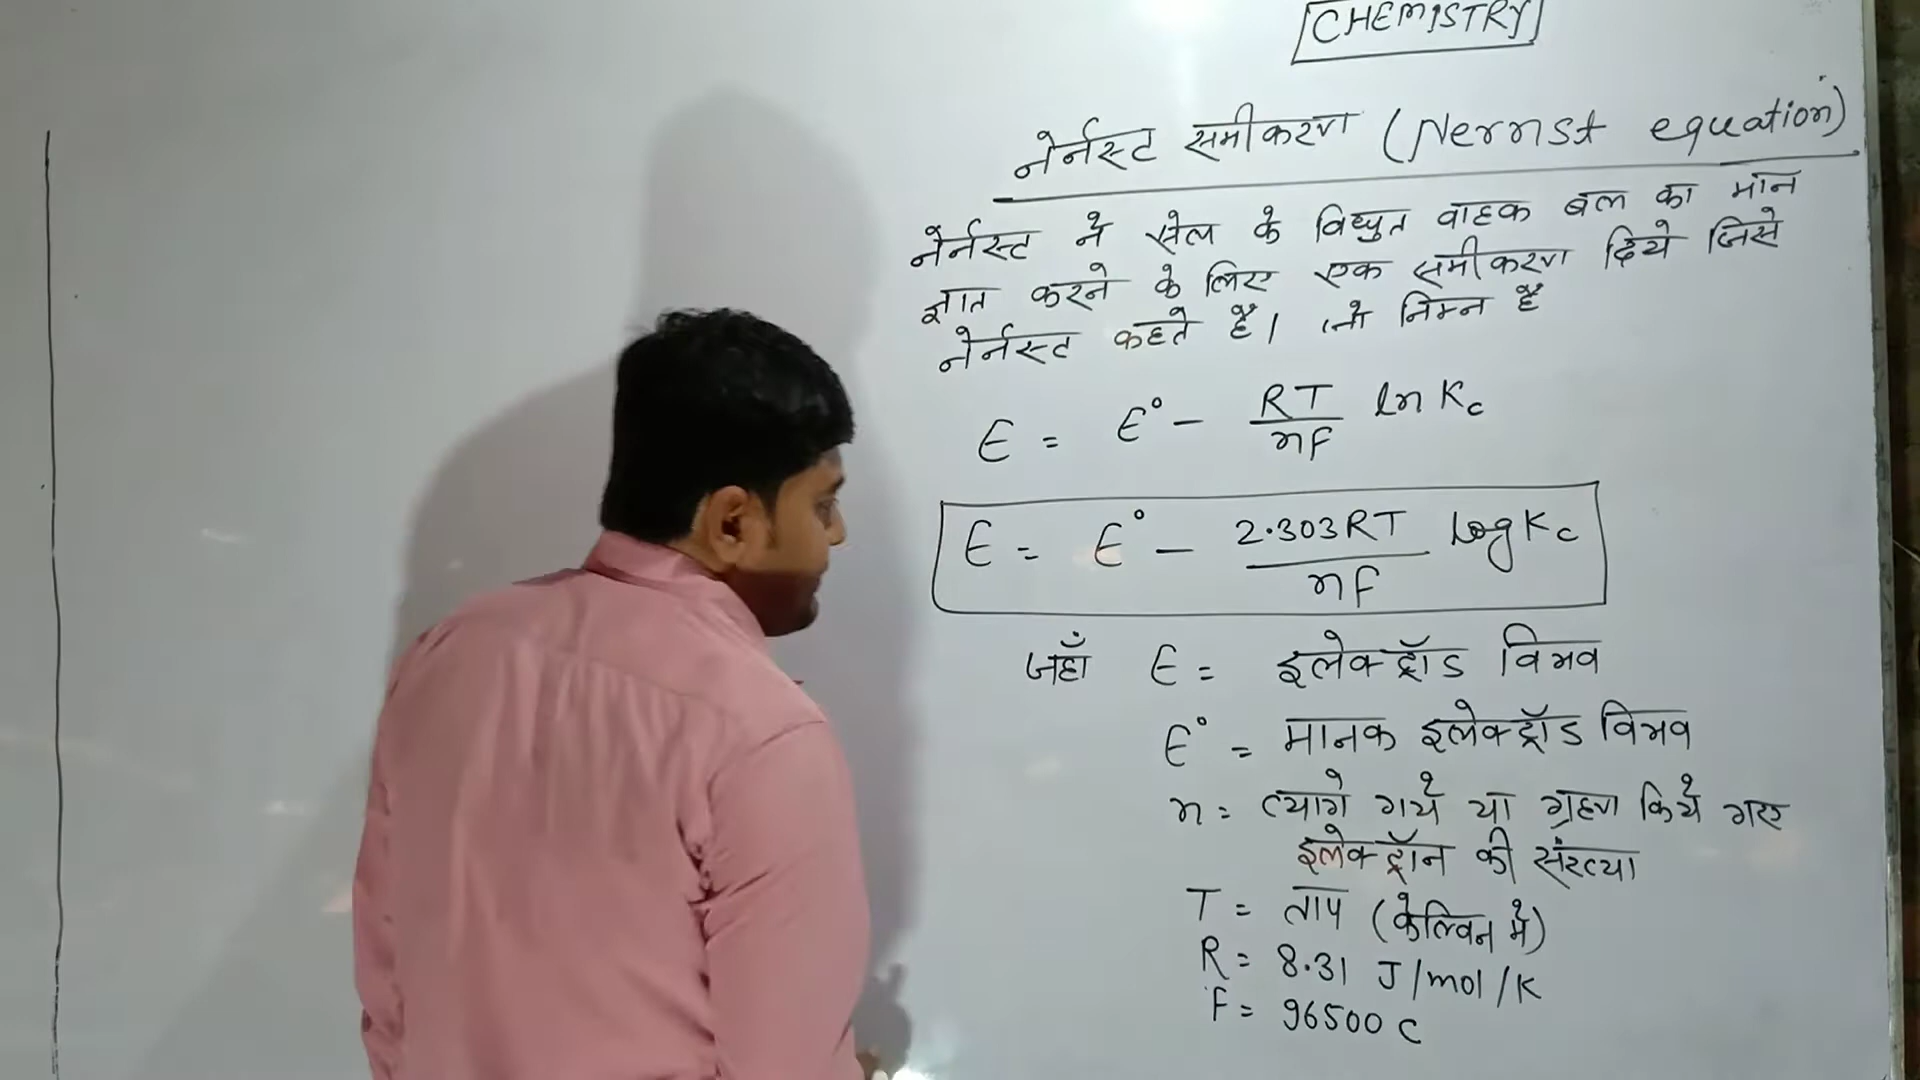 CHEMISTRY
नेर्नस्ट समीकरण (Nernst equation)
नेर्नस्ट ने सेल के विद्युत वाहक बल का मान
ज्ञात करने के लिए एक समीकरण दिये जिसे
नेर्नस्ट कहते हैं। जो निम्न है
E = E° - RT/nF ln Kc
E = E° - 2.303RT/nF log Kc
जहाँ E = इलेक्ट्रॉड विभव
E° = मानक इलेक्ट्रॉड विभव
n = त्यागे गये या ग्रहण किये गए
इलेक्ट्रॉन की संख्या
T = ताप (केल्विन में)
R = 8.31 J/mol/K
F = 96500 C